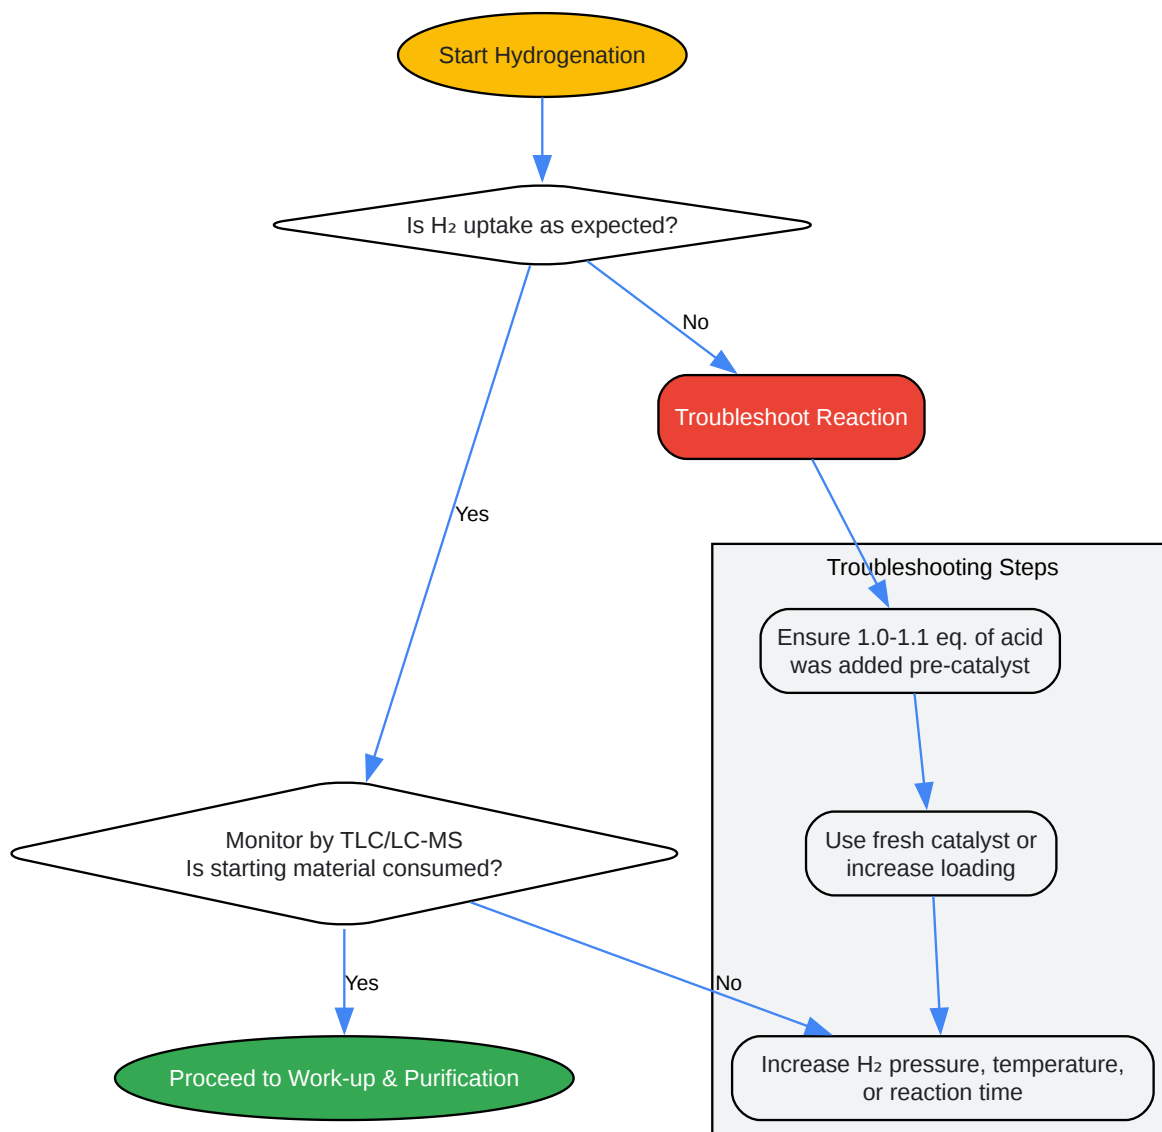 Start Hydrogenation
Is H₂ uptake as expected?
No
Troubleshoot Reaction
Yes
Troubleshooting Steps
Ensure 1.0-1.1 eq. of acid
was added pre-catalyst
Use fresh catalyst or
increase loading
Monitor by TLC/LC-MS
Is starting material consumed?
Yes
No
Proceed to Work-up & Purification
Increase H₂ pressure, temperature,
or reaction time